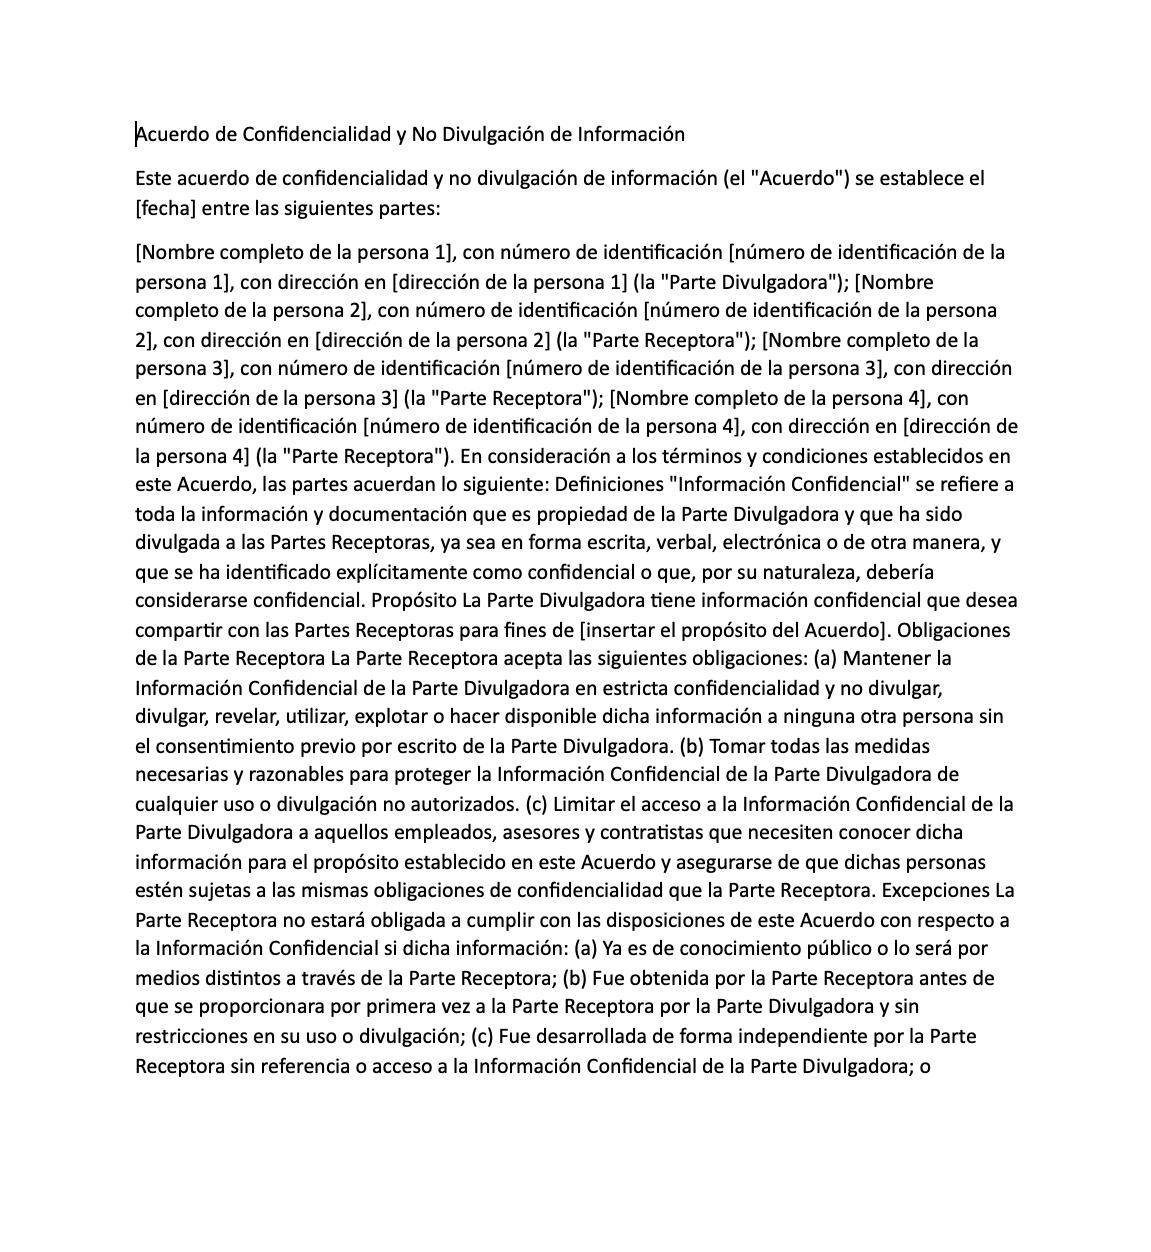 Acuerdo de Confidencialidad y No Divulgación de Información
Este acuerdo de confidencialidad y no divulgación de información (el "Acuerdo") se establece el
[fecha] entre las siguientes partes:
[Nombre completo de la persona 1], con número de identificación [número de identificación de la
persona 1], con dirección en [dirección de la persona 1] (la "Parte Divulgadora"); [Nombre
completo de la persona 2], con número de identificación [número de identificación de la persona
2], con dirección en [dirección de la persona 2] (la "Parte Receptora"); [Nombre completo de la
persona 3], con número de identificación [número de identificación de la persona 3], con dirección
en [dirección de la persona 3] (la "Parte Receptora"); [Nombre completo de la persona 4], con
número de identificación [número de identificación de la persona 4], con dirección en [dirección de
la persona 4] (la "Parte Receptora"). En consideración a los términos y condiciones establecidos en
este Acuerdo, las partes acuerdan lo siguiente: Definiciones "Información Confidencial" se refiere a
toda la información y documentación que es propiedad de la Parte Divulgadora y que ha sido
divulgada a las Partes Receptoras, ya sea en forma escrita, verbal, electrónica o de otra manera, y
que se ha identificado explícitamente como confidencial o que, por su naturaleza, debería
considerarse confidencial. Propósito La Parte Divulgadora tiene información confidencial que desea
compartir con las Partes Receptoras para fines de [insertar el propósito del Acuerdo]. Obligaciones
de la Parte Receptora La Parte Receptora acepta las siguientes obligaciones: (a) Mantener la
Información Confidencial de la Parte Divulgadora en estricta confidencialidad y no divulgar,
divulgar, revelar, utilizar, explotar o hacer disponible dicha información a ninguna otra persona sin
el consentimiento previo por escrito de la Parte Divulgadora. (b) Tomar todas las medidas
necesarias y razonables para proteger la Información Confidencial de la Parte Divulgadora de
cualquier uso o divulgación no autorizados. (c) Limitar el acceso a la Información Confidencial de la
Parte Divulgadora a aquellos empleados, asesores y contratistas que necesiten conocer dicha
información para el propósito establecido en este Acuerdo y asegurarse de que dichas personas
estén sujetas a las mismas obligaciones de confidencialidad que la Parte Receptora. Excepciones La
Parte Receptora no estará obligada a cumplir con las disposiciones de este Acuerdo con respecto a
la Información Confidencial si dicha información: (a) Ya es de conocimiento público o lo será por
medios distintos a través de la Parte Receptora; (b) Fue obtenida por la Parte Receptora antes de
que se proporcionara por primera vez a la Parte Receptora por la Parte Divulgadora y sin
restricciones en su uso o divulgación; (c) Fue desarrollada de forma independiente por la Parte
Receptora sin referencia o acceso a la Información Confidencial de la Parte Divulgadora; o